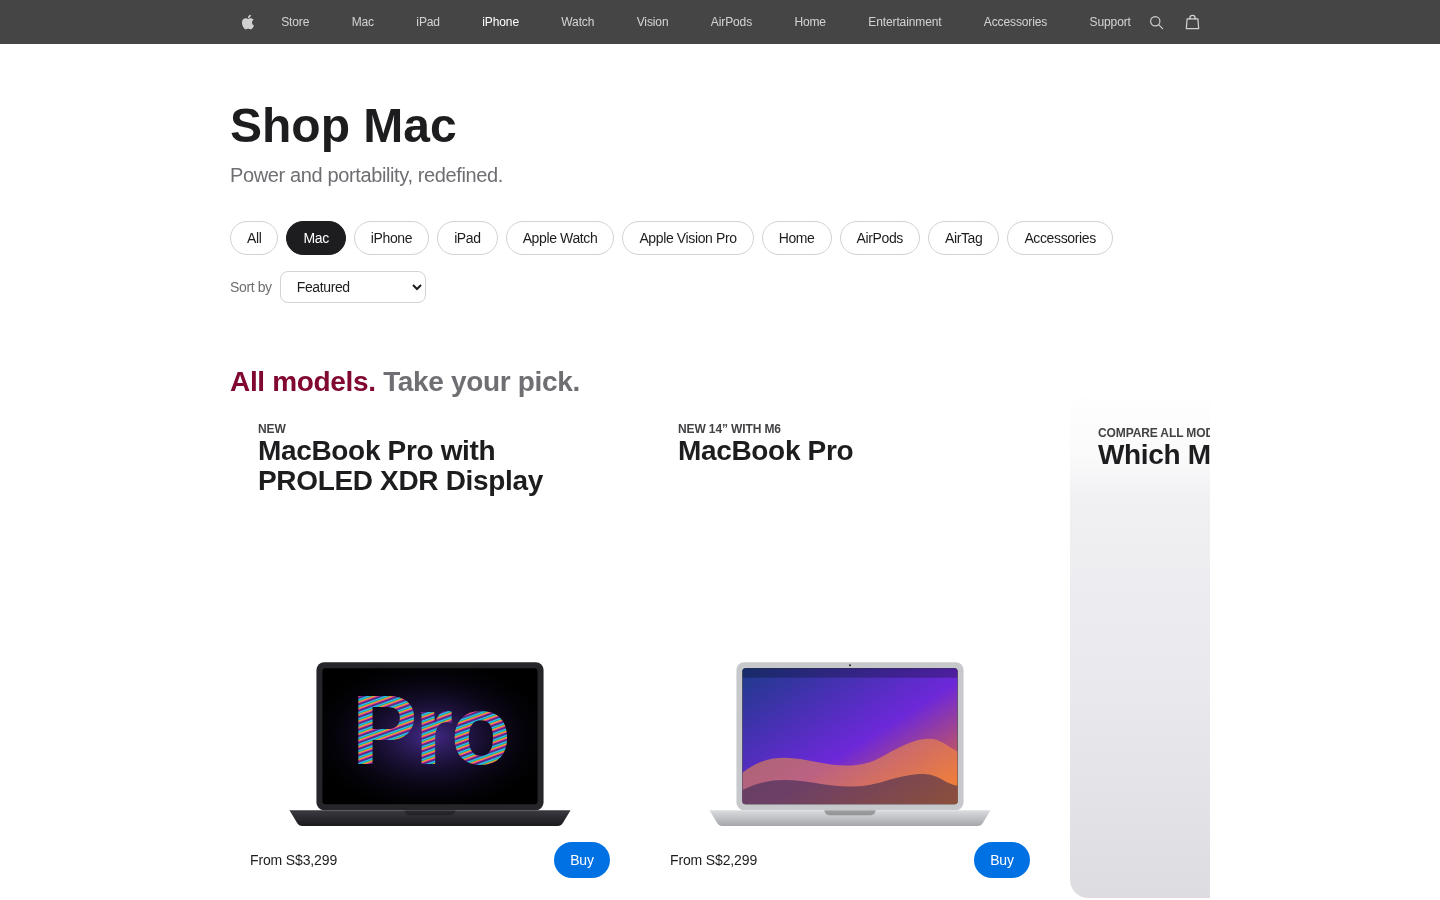 Store Mac iPad iPhone Watch Vision AirPods Home Entertainment Accessories Support
Shop Mac
Power and portability, redefined.
All Mac iPhone iPad Apple Watch Apple Vision Pro Home AirPods AirTag Accessories
Sort by Featured
All models. Take your pick.
NEW
MacBook Pro with
PROLED XDR Display
Pro
From S$3,299 Buy
NEW 14” WITH M6
MacBook Pro
From S$2,299 Buy
COMPARE ALL
Which